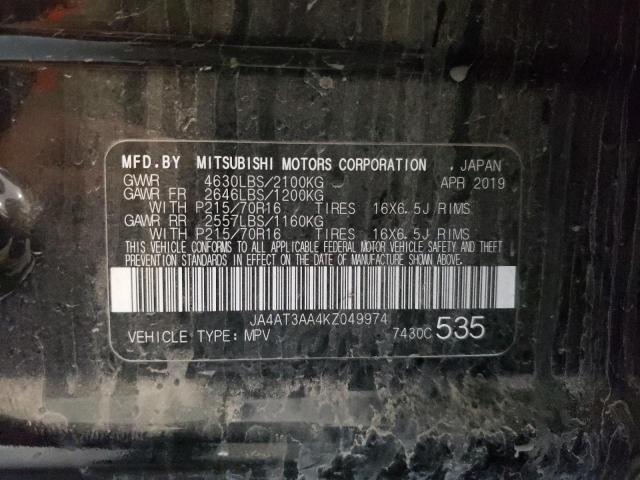 MFD.BY MITSUBISHI MOTORS CORPORATION , JAPAN
GVWR 4630LBS/2100KG APR 2019
GAWR FR 2646LBS/1200KG
WITH P215/70R16 TIRES 16X6.5J RIMS
GAWR RR 2557LBS/1160KG
WITH P215/70R16 TIRES 16X6.5J RIMS
THIS VEHICLE CONFORMS TO ALL APPLICABLE FEDERAL MOTOR VEHICLE SAFETY AND THEFT
PREVENTION STANDARDS IN EFFECT ON THE DATE OF MANUFACTURE SHOWN ABOVE.
JA4AT3AA4KZ049974
VEHICLE TYPE:MPV 7430C 535